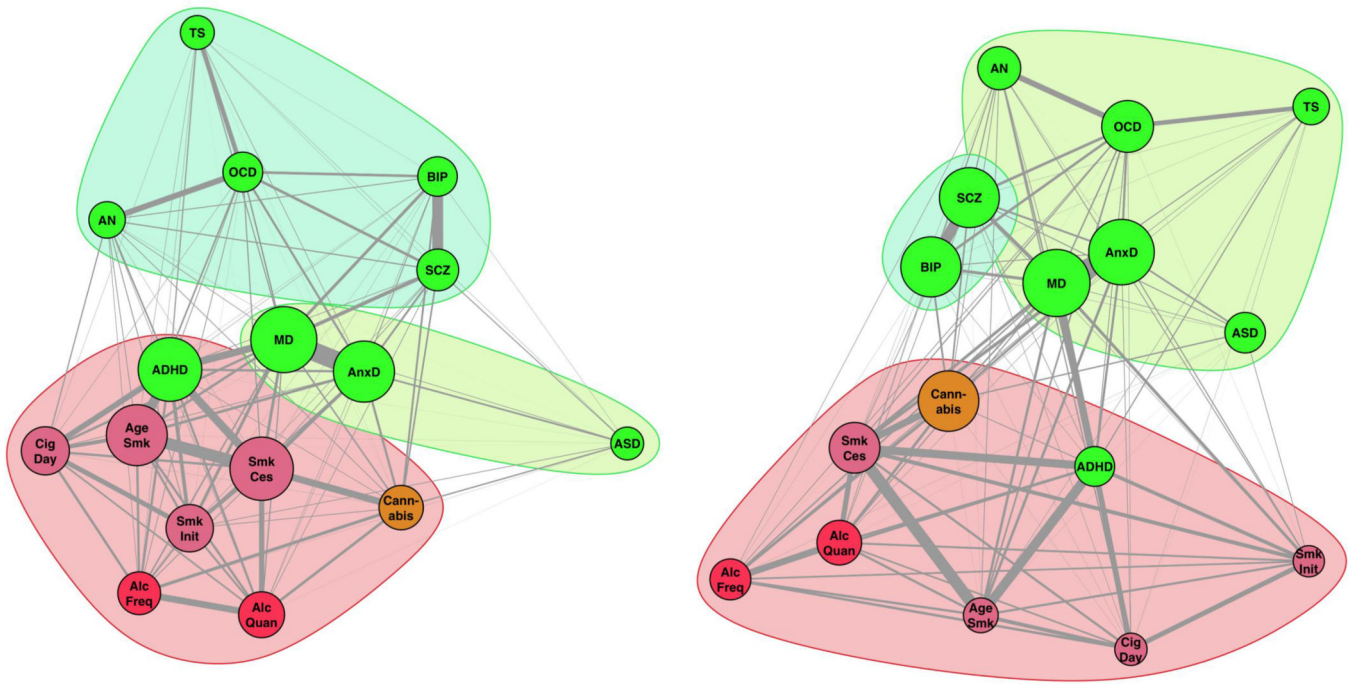 TS
OCD
BIP
AN
SCZ
MD
ADHD
AnxD
Age
Smk
Cig
Day
Smk
Ces
ASD
Cann-
abis
Smk
Init
Alc
Freq
Alc
Quan
AN
TS
OCD
SCZ
AnxD
BIP
MD
ASD
Cann-
abis
Smk
Ces
ADHD
Alc
Quan
Smk
Init
Alc
Freq
Age
Smk
Cig
Day